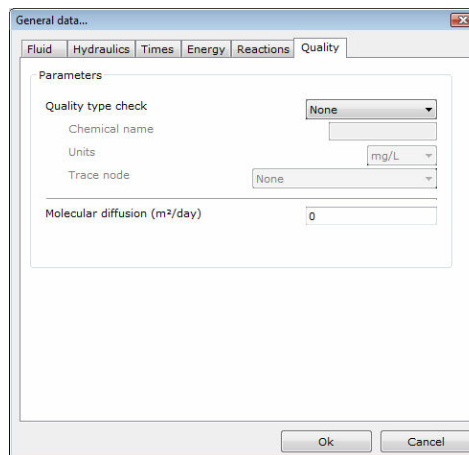 General data...
Fluid Hydraulics Times Energy Reactions Quality
Parameters
Quality type check None
Chemical name
Units mg/L
Trace node None
Molecular diffusion (m²/day) 0
Ok Cancel